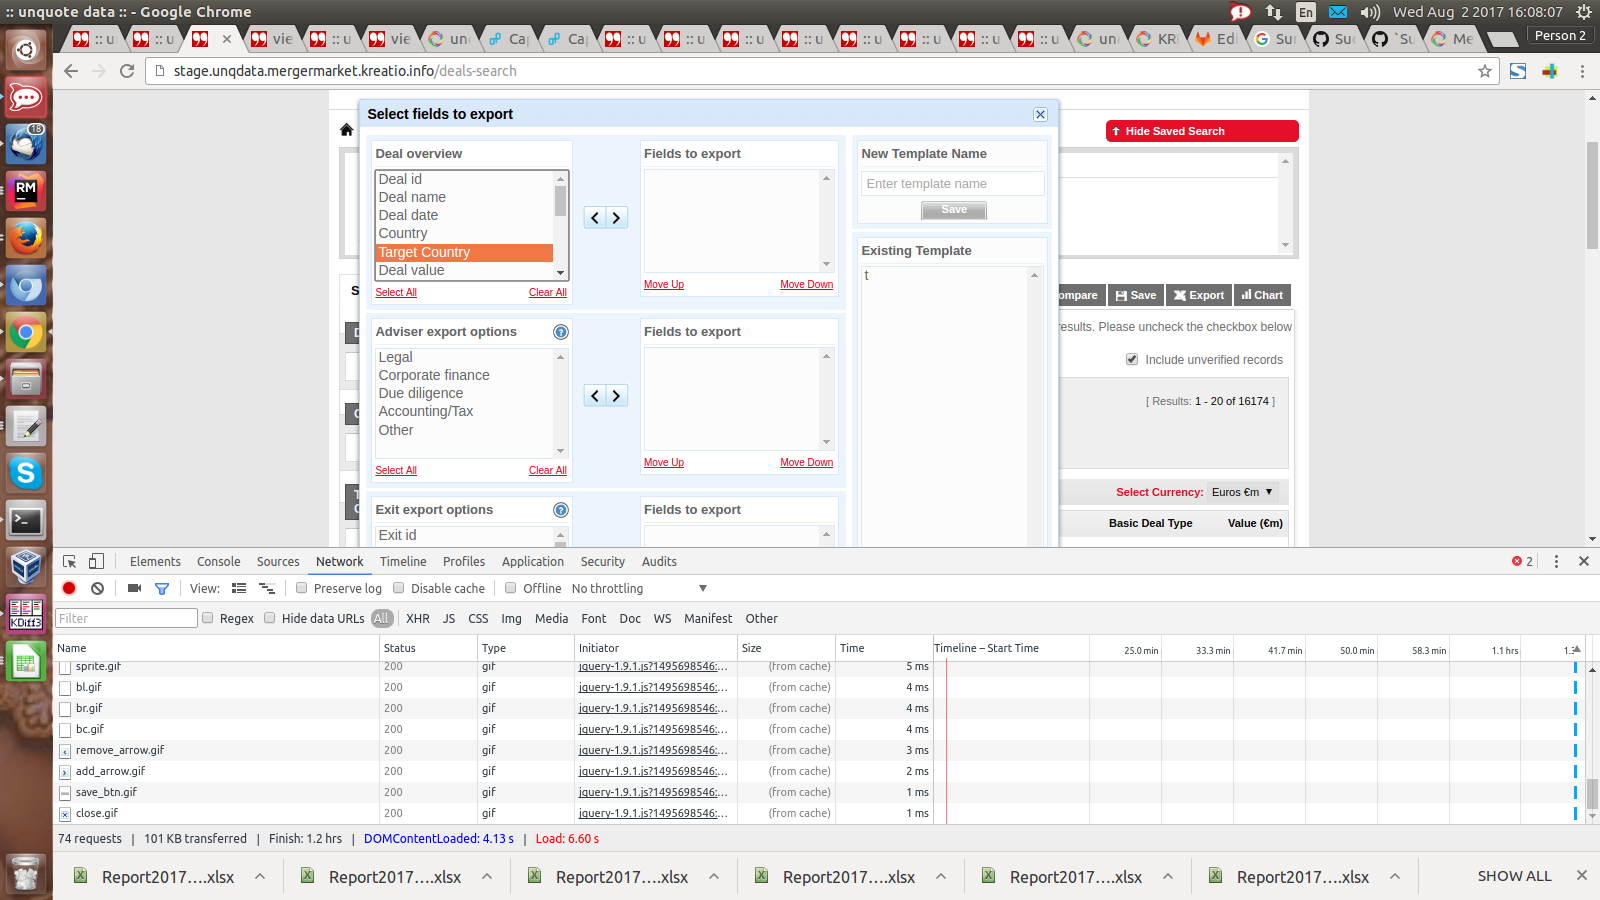 :: unquote data :: - Google Chrome
En
Wed Aug 2 2017 16:08:07
:: u
:: u
vie
:: u
vie
un
Ca
Ca
:: u
:: u
:: u
:: u
:: u
:: u
:: u
:: u
un
KR
Ed
Su
Su
`Su
Me
Person 2
stage.unqdata.mergermarket.kreatio.info/deals-search
Select fields to export
Hide Saved Search
Deal overview
Deal id
Deal name
Deal date
Country
Target Country
Deal value
Select All
Clear All
Fields to export
Move Up
Move Down
New Template Name
Enter template name
Save
Existing Template
t
Adviser export options
Legal
Corporate finance
Due diligence
Accounting/Tax
Other
Select All
Clear All
Fields to export
Move Up
Move Down
Exit export options
Exit id
Fields to export
ompare
Save
Export
Chart
esults. Please uncheck the checkbox below
Include unverified records
[ Results: 1 - 20 of 16174 ]
Select Currency: Euros €m
Basic Deal Type
Value (€m)
18
RM
KDiff3
Elements Console Sources Network Timeline Profiles Application Security Audits
2
View: Preserve log Disable cache Offline No throttling
Filter Regex Hide data URLs All XHR JS CSS Img Media Font Doc WS Manifest Other
Name Status Type Initiator Size Time Timeline – Start Time 25.0 min 33.3 min 41.7 min 50.0 min 58.3 min 1.1 hrs
sprite.gif 200 gif jquery-1.9.1.js?1495698546:… (from cache) 5 ms
bl.gif 200 gif jquery-1.9.1.js?1495698546:… (from cache) 4 ms
br.gif 200 gif jquery-1.9.1.js?1495698546:… (from cache) 4 ms
bc.gif 200 gif jquery-1.9.1.js?1495698546:… (from cache) 4 ms
remove_arrow.gif 200 gif jquery-1.9.1.js?1495698546:… (from cache) 3 ms
add_arrow.gif 200 gif jquery-1.9.1.js?1495698546:… (from cache) 2 ms
save_btn.gif 200 gif jquery-1.9.1.js?1495698546:… (from cache) 1 ms
close.gif 200 gif jquery-1.9.1.js?1495698546:… (from cache) 1 ms
74 requests | 101 KB transferred | Finish: 1.2 hrs | DOMContentLoaded: 4.13 s | Load: 6.60 s
Report2017....xlsx
Report2017....xlsx
Report2017....xlsx
Report2017....xlsx
Report2017....xlsx
Report2017....xlsx
SHOW ALL